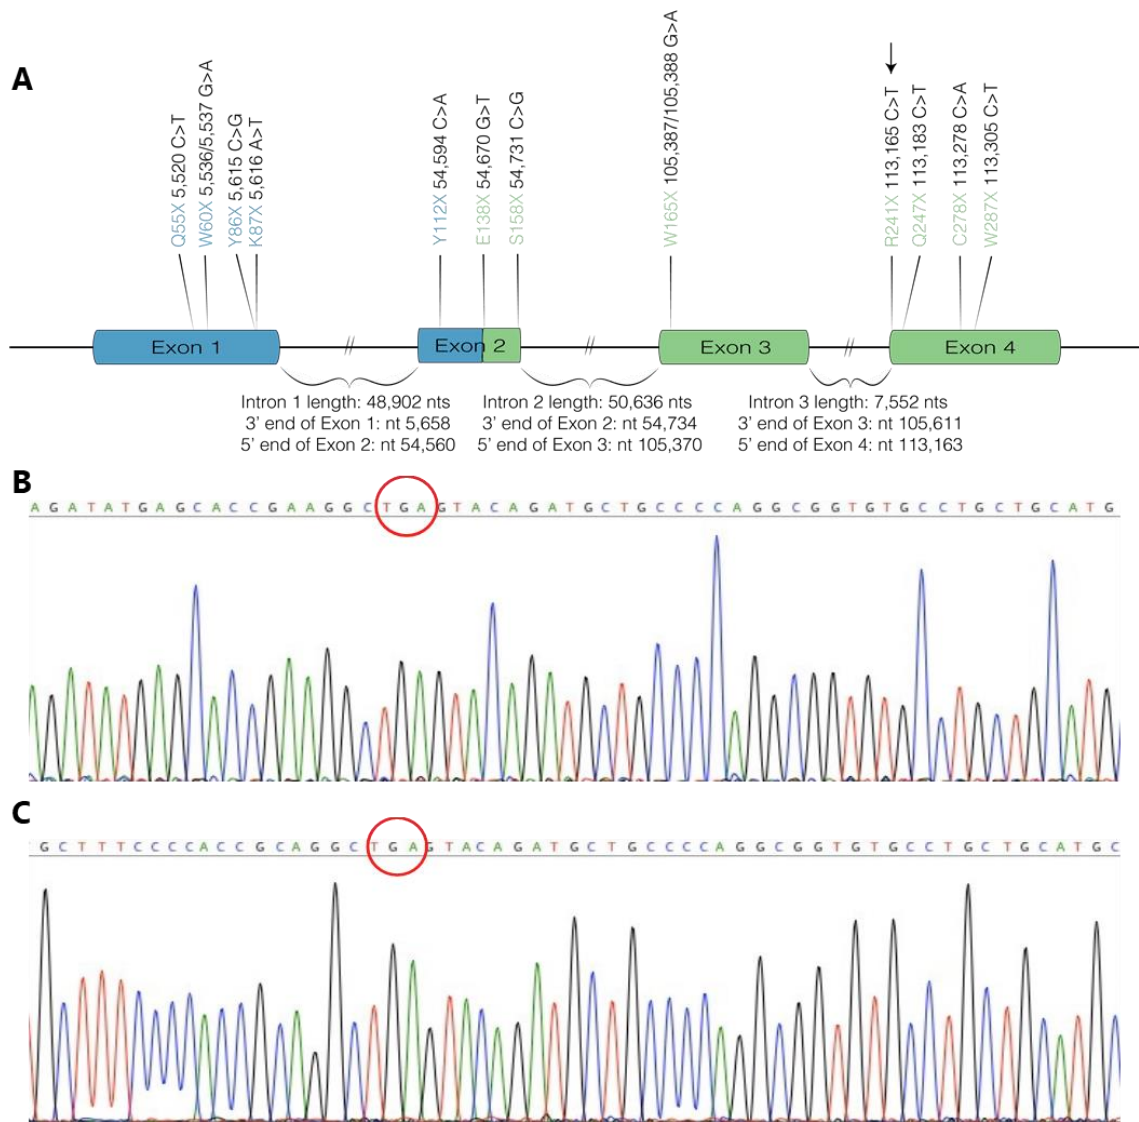 A
Q55X 5,520 C>T
W60X 5,536/5,537 G>A
Y86X 5,615 C>G
K87X 5,616 A>T
Y112X 54,594 C>A
E138X 54,670 G>T
S158X 54,731 C>G
W165X 105,387/105,388 G>A
R241X 113,165 C>T
Q247X 113,183 C>T
C278X 113,278 C>A
W287X 113,305 C>T
Exon 1
Exon 2
Exon 3
Exon 4
Intron 1 length: 48,902 nts
3' end of Exon 1: nt 5,658
5' end of Exon 2: nt 54,560
Intron 2 length: 50,636 nts
3' end of Exon 2: nt 54,734
5' end of Exon 3: nt 105,370
Intron 3 length: 7,552 nts
3' end of Exon 3: nt 105,611
5' end of Exon 4: nt 113,163
B
A G A T A T G A G C A C C G A A G G C T G A G T A C A G A T G C T G C C C C A G G C G G T G T G C C T G C T G C A T G
C
G C T T T C C C C A C C G C A G G C T G A G T A C A G A T G C T G C C C C A G G C G G T G T G C C T G C T G C A T G C